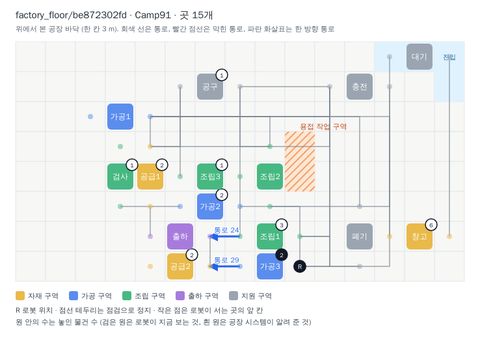 factory_floor/be872302fd · Camp91 · 곳 15개
위에서 본 공장 바닥 (한 칸 3 m). 회색 선은 통로, 빨간 점선은 막힌 통로, 파란 화살표는 한 방향 통로
대기
진입
공구
1
충전
가공1
용접 작업 구역
검사
1
공급1
2
조립3
1
조립2
가공2
2
출하
통로 24
조립1
3
폐기
창고
6
공급2
2
통로 29
가공3
2
R
자재 구역
가공 구역
조립 구역
출하 구역
지원 구역
R 로봇 위치 · 점선 테두리는 점검으로 정지 · 작은 점은 로봇이 서는 곳의 앞 칸
원 안의 수는 놓인 물건 수 (검은 원은 로봇이 지금 보는 것, 흰 원은 공장 시스템이 알려 준 것)